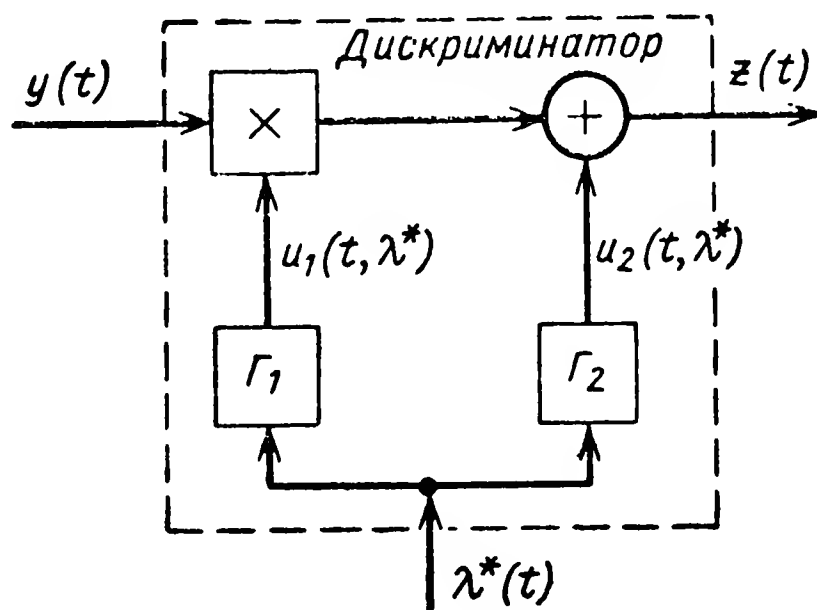 Дискриминатор
y(t)
z(t)
×
+
u₁(t, λ*)
u₂(t, λ*)
Г₁
Г₂
λ*(t)